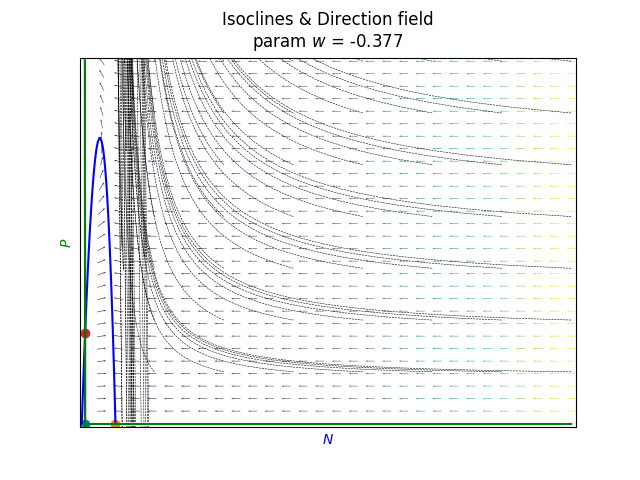 Isoclines & Direction field
param w = -0.377
P
N